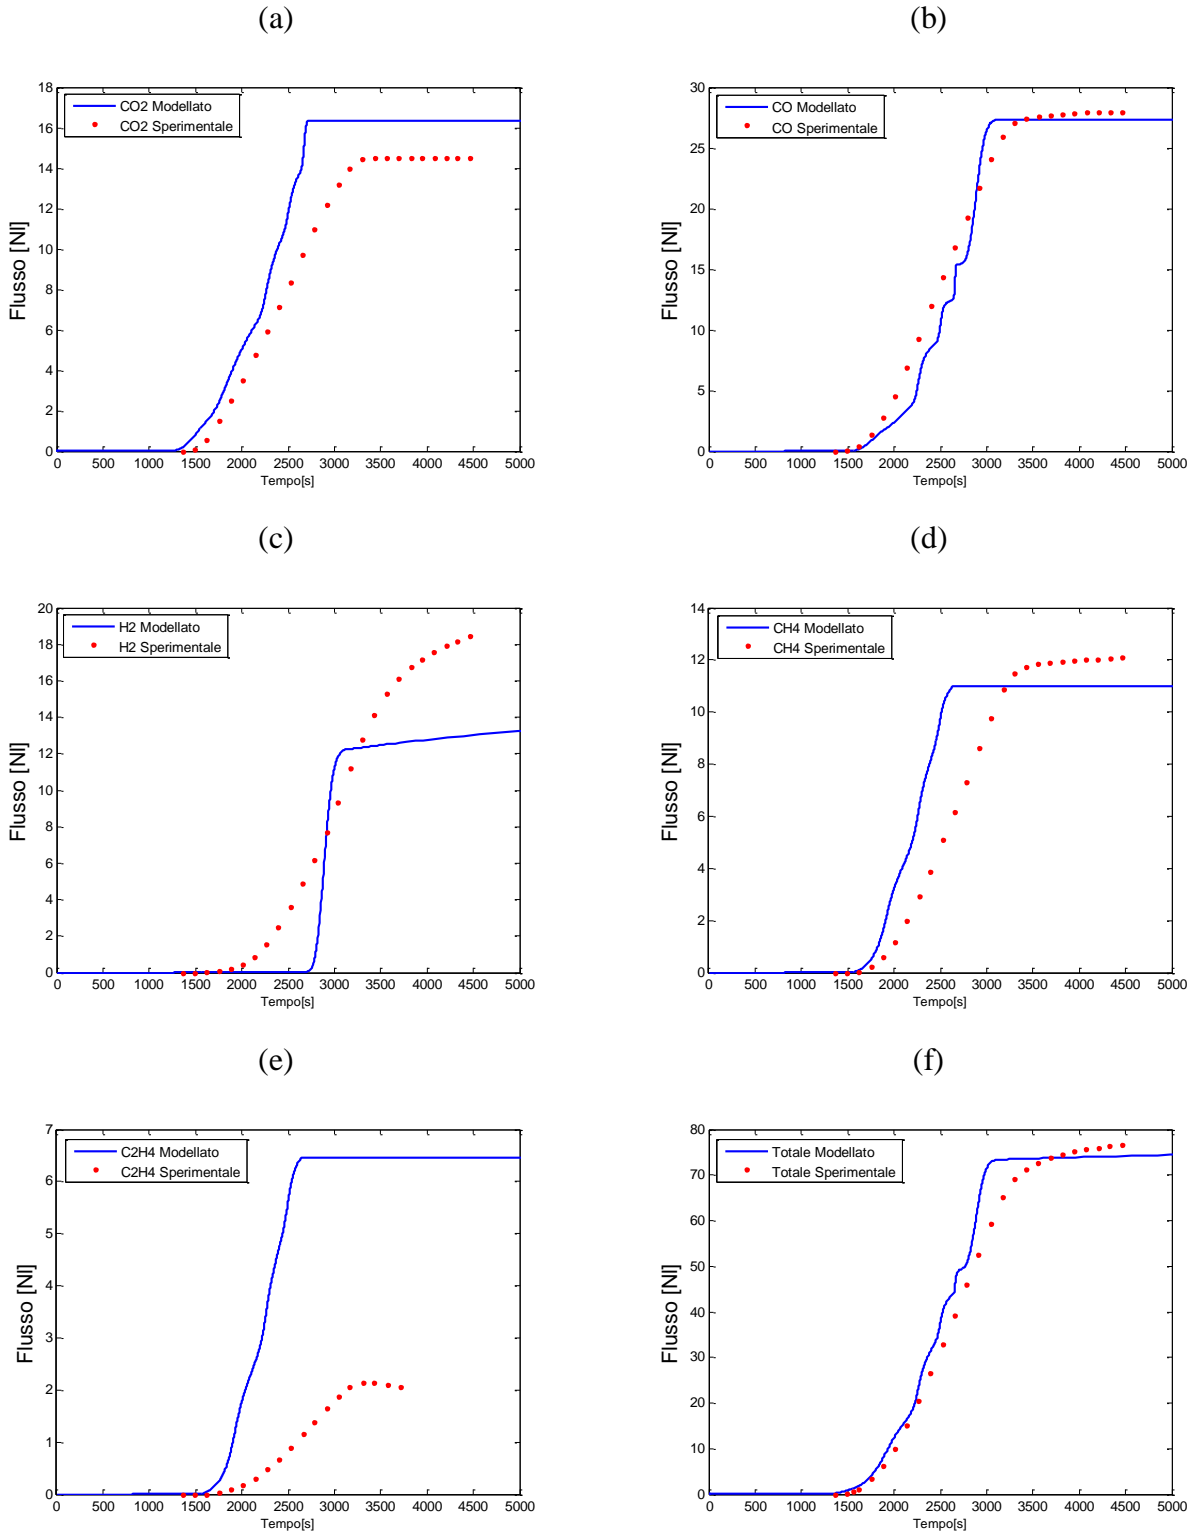 (a)
(b)
CO2 Modellato
CO2 Sperimentale
18
16
14
12
10
8
6
4
2
0
Flusso [Nl]
0 500 1000 1500 2000 2500 3000 3500 4000 4500 5000
Tempo[s]
CO Modellato
CO Sperimentale
30
25
20
15
10
5
0
Flusso [Nl]
0 500 1000 1500 2000 2500 3000 3500 4000 4500 5000
Tempo[s]
(c)
(d)
H2 Modellato
H2 Sperimentale
20
18
16
14
12
10
8
6
4
2
0
Flusso [Nl]
0 500 1000 1500 2000 2500 3000 3500 4000 4500 5000
Tempo[s]
CH4 Modellato
CH4 Sperimentale
14
12
10
8
6
4
2
0
Flusso [Nl]
0 500 1000 1500 2000 2500 3000 3500 4000 4500 5000
Tempo[s]
(e)
(f)
C2H4 Modellato
C2H4 Sperimentale
7
6
5
4
3
2
1
0
Flusso [Nl]
0 500 1000 1500 2000 2500 3000 3500 4000 4500 5000
Tempo[s]
Totale Modellato
Totale Sperimentale
80
70
60
50
40
30
20
10
0
Flusso [Nl]
0 500 1000 1500 2000 2500 3000 3500 4000 4500 5000
Tempo[s]